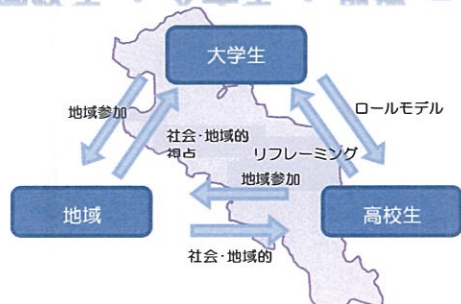 大学生
地域参加
ロールモデル
社会・地域的
視点
リフレーミング
地域参加
地域
高校生
社会・地域的